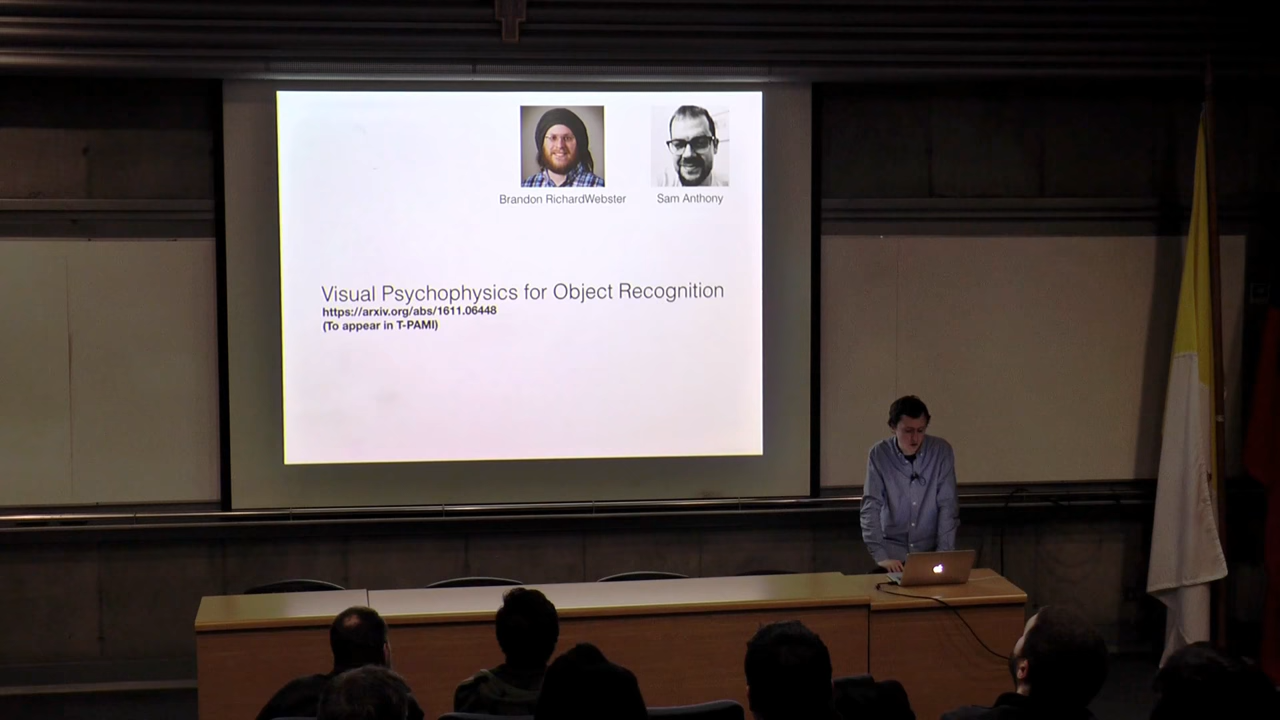 Brandon RichardWebster
Sam Anthony
Visual Psychophysics for Object Recognition
https://arxiv.org/abs/1611.06448
(To appear in T-PAMI)